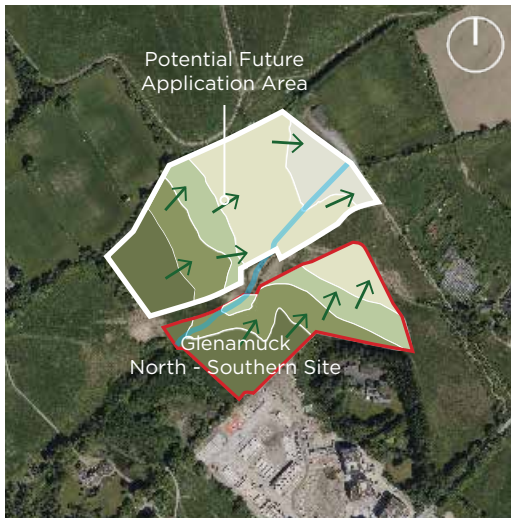 Potential Future
Application Area
Glenamuck
North - Southern Site